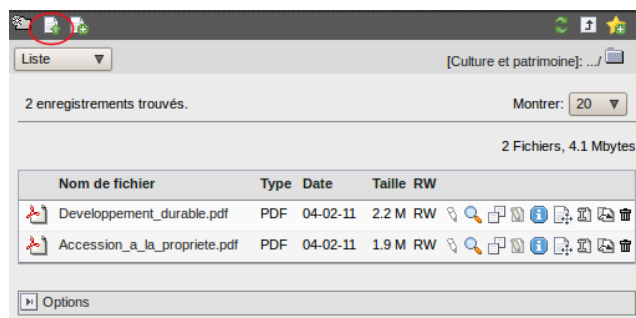 Liste
[Culture et patrimoine]: .../
2 enregistrements trouvés.
Montrer: 20
2 Fichiers, 4.1 Mbytes
Nom de fichier Type Date Taille RW
Developpement_durable.pdf PDF 04-02-11 2.2 M RW
Accession_a_la_propriete.pdf PDF 04-02-11 1.9 M RW
Options